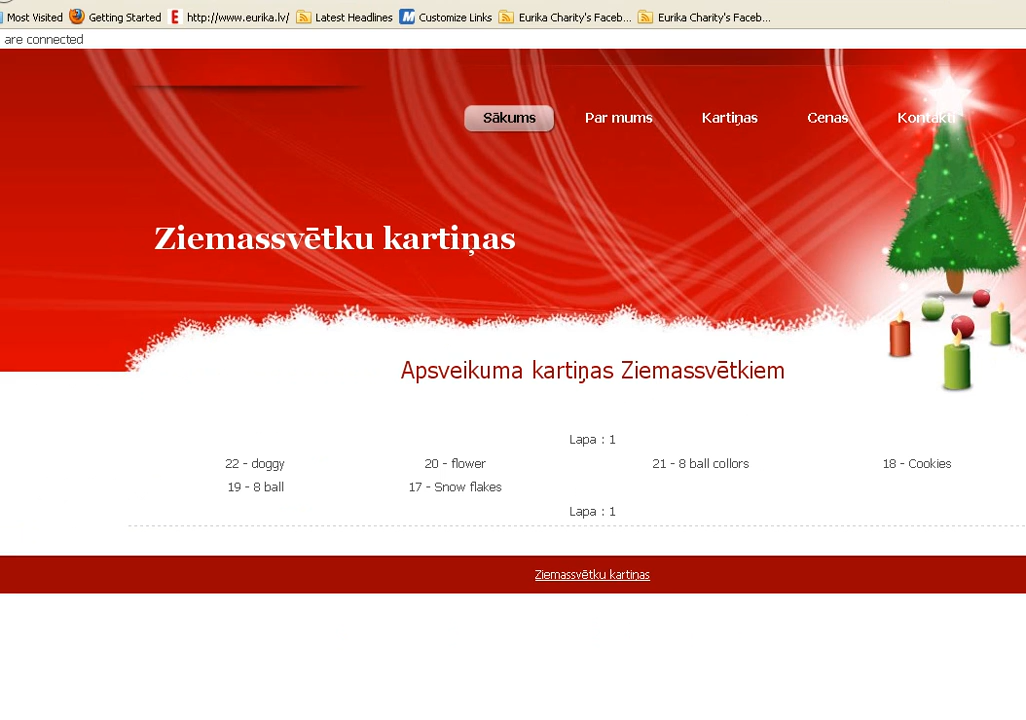 Most Visited Getting Started http://www.eurika.lv/ Latest Headlines Customize Links Eurika Charity's Faceb... Eurika Charity's Faceb...
are connected
Sākums Par mums Kartiņas Cenas Kontakti
Ziemassvētku kartiņas
Apsveikuma kartiņas Ziemassvētkiem
Lapa : 1
22 - doggy 20 - flower 21 - 8 ball collors 18 - Cookies
19 - 8 ball 17 - Snow flakes
Lapa : 1
Ziemassvētku kartiņas